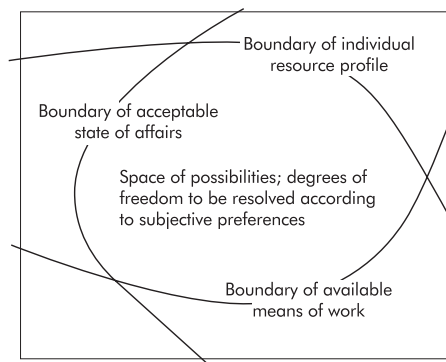 Boundary of individual
resource profile
Boundary of acceptable
state of affairs
Space of possibilities; degrees of
freedom to be resolved according
to subjective preferences
Boundary of available
means of work